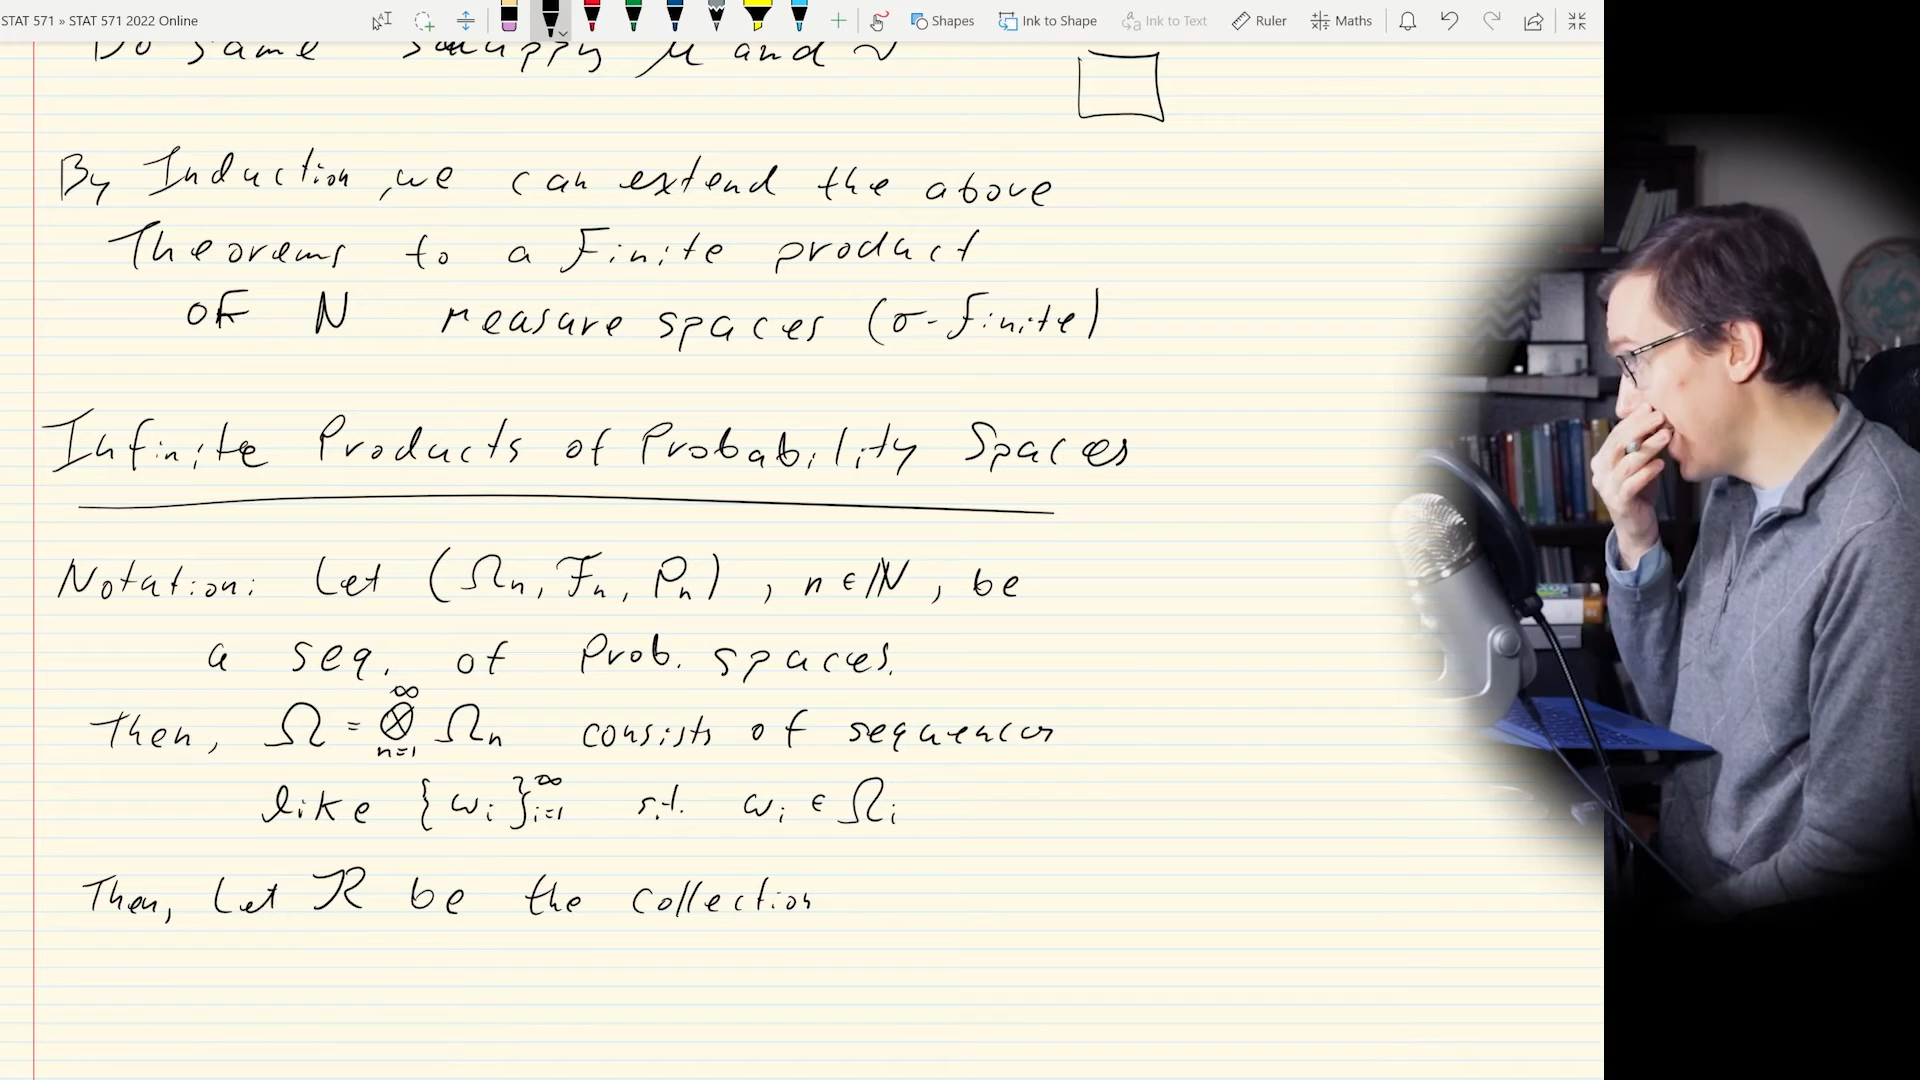 STAT 571 » STAT 571 2022 Online
Shapes
Ink to Shape
Ink to Text
Ruler
Maths
Do same swappy μ and ν
By Induction, we can extend the above
Theorems to a Finite product
of N measure spaces (σ-finite)
Infinite Products of Probability Spaces
Notation: Let (Ωn, Fn, Pn), n ∈ ℕ, be
a seq. of Prob. spaces.
Then, Ω = ⊗_{n=1}^∞ Ωn consists of sequences
like {ωi}_{i=1}^∞ s.t. ωi ∈ Ωi
Then, Let R be the collection